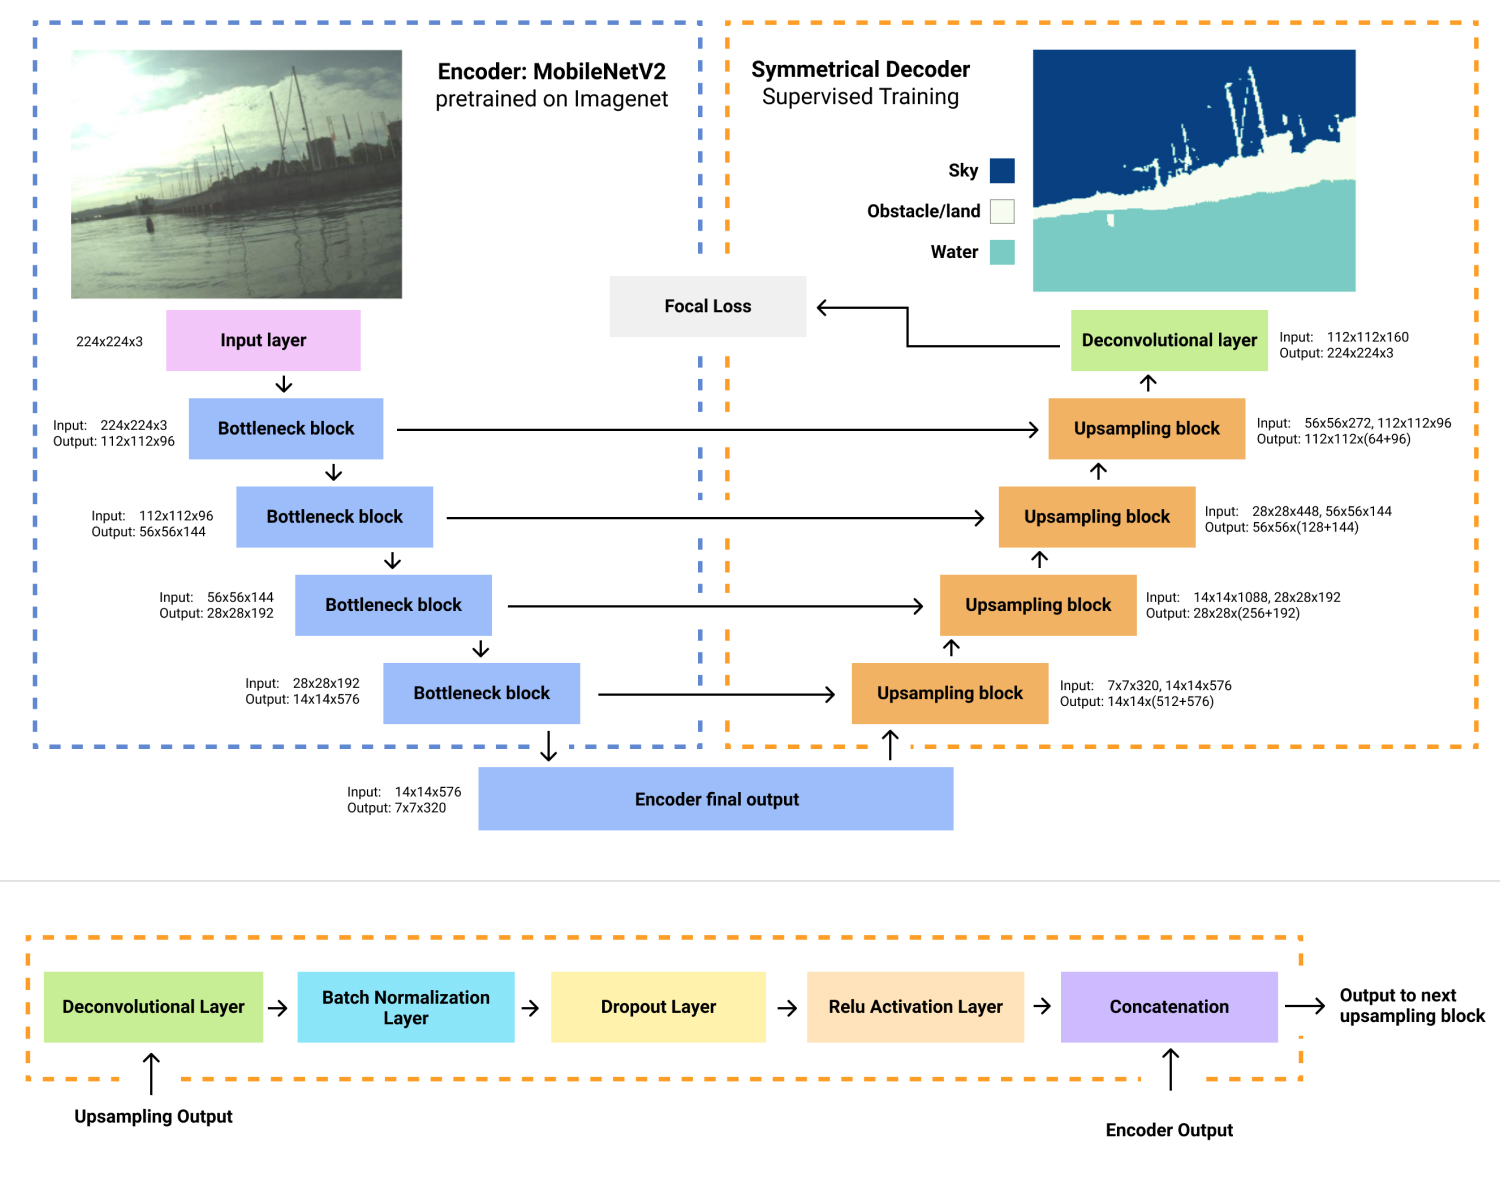 Encoder: MobileNetV2
pretrained on Imagenet
Symmetrical Decoder
Supervised Training
Sky
Obstacle/land
Water
Focal Loss
224x224x3
Input layer
Deconvolutional layer
Input: 112x112x160
Output: 224x224x3
Input: 224x224x3
Output: 112x112x96
Bottleneck block
Upsampling block
Input: 56x56x272, 112x112x96
Output: 112x112x(64+96)
Input: 112x112x96
Output: 56x56x144
Bottleneck block
Upsampling block
Input: 28x28x448, 56x56x144
Output: 56x56x(128+144)
Input: 56x56x144
Output: 28x28x192
Bottleneck block
Upsampling block
Input: 14x14x1088, 28x28x192
Output: 28x28x(256+192)
Input: 28x28x192
Output: 14x14x576
Bottleneck block
Upsampling block
Input: 7x7x320, 14x14x576
Output: 14x14x(512+576)
Input: 14x14x576
Output: 7x7x320
Encoder final output
Deconvolutional Layer
Batch Normalization
Layer
Dropout Layer
Relu Activation Layer
Concatenation
Output to next
upsampling block
Upsampling Output
Encoder Output